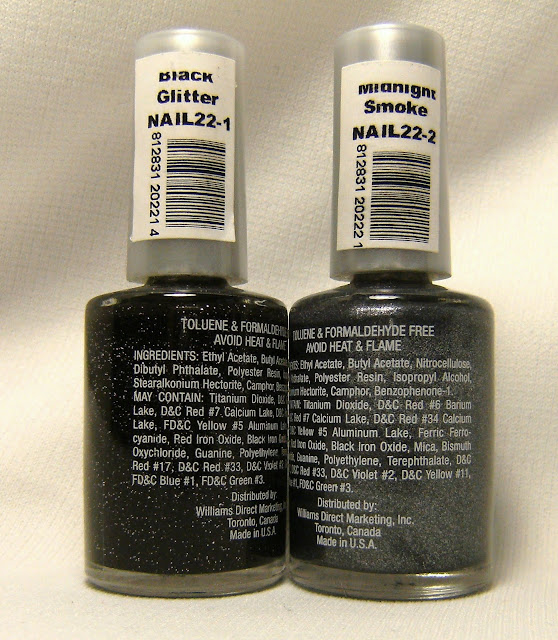 Black
Glitter
NAIL22-1
812831 20221 4
TOLUENE & FORMALDEHYDE
AVOID HEAT & FLAME
INGREDIENTS: Ethyl Acetate, Butyl
Dibutyl Phthalate, Polyester Resin,
Stearalkonium Hectorite, Camphor,
MAY CONTAIN: Titanium Dioxide, D&C
Lake, D&C Red #7 Calcium Lake, D&C
Lake, FD&C Yellow #5 Aluminum
cyanide, Red Iron Oxide, Black Iron
Oxychloride, Guanine, Polyethylene,
Red #17, D&C Red #33, D&C Violet
FD&C Blue #1, FD&C Green #3.
Distributed by:
Williams Direct Marketing,
Toronto, Canada
Made in U.S.A.
Midnight
Smoke
NAIL22-2
812831 20222 1
TOLUENE & FORMALDEHYDE FREE
AVOID HEAT & FLAME
Ethyl Acetate, Butyl Acetate, Nitrocellulose,
Polyester Resin, Isopropyl Alcohol,
Hectorite, Camphor, Benzophenone-1.
Titanium Dioxide, D&C Red #6 Barium
Red #7 Calcium Lake, D&C Red #34 Calcium
Yellow #5 Aluminum Lake, Ferric Ferro-
Iron Oxide, Black Iron Oxide, Mica, Bismuth
Guanine, Polyethylene, Terephthalate, D&C
Red #33, D&C Violet #2, D&C Yellow #11,
#1, FD&C Green #3.
Distributed by:
Williams Direct Marketing, Inc.
Toronto, Canada
Made in U.S.A.